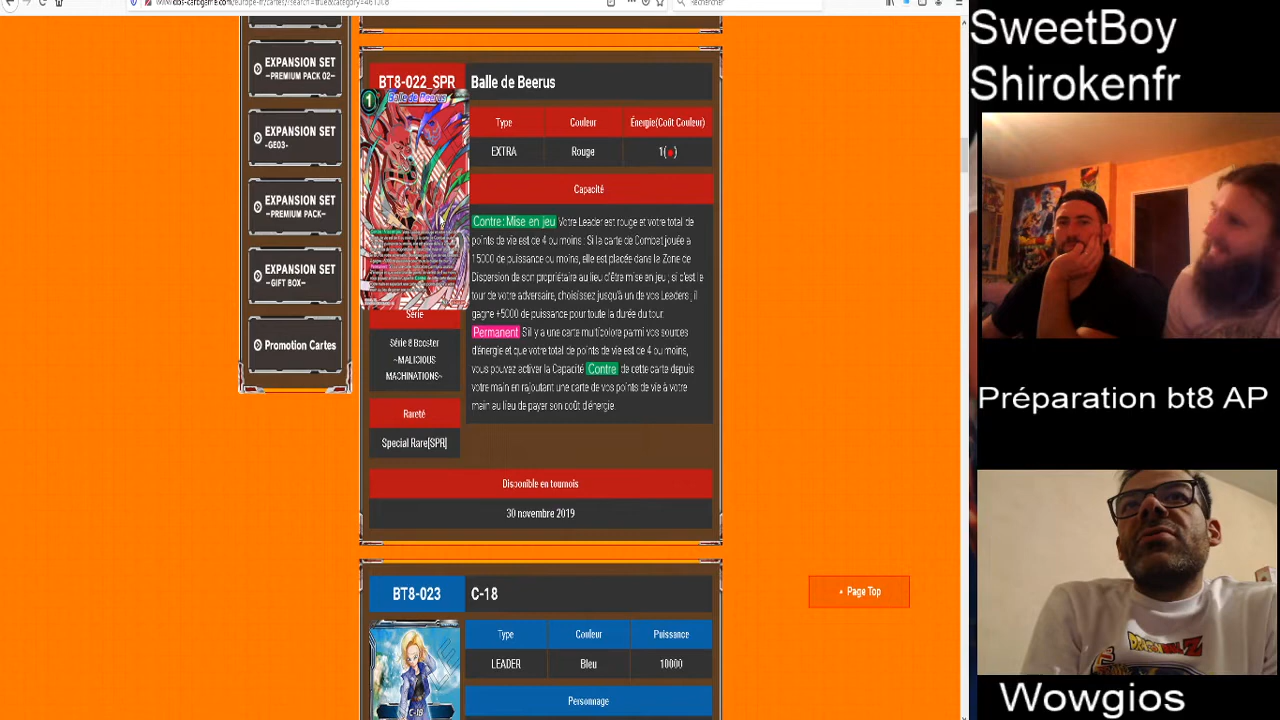 Rechercher
SweetBoy
Shirokenfr
EXPANSION SET
-PREMIUM PACK 02-
EXPANSION SET
-GE03-
EXPANSION SET
-PREMIUM PACK-
EXPANSION SET
-GIFT BOX-
Promotion Cartes
BT8-022_SPR
Balle de Beerus
1
Balle de Beerus
Type
Couleur
Énergie(Coût Couleur)
EXTRA
Rouge
1( )
Capacité
Contre : Mise en jeu Votre Leader est rouge et votre total de
points de vie est de 4 ou moins : Si la carte de Combat jouée a
15000 de puissance ou moins, elle est placée dans la Zone de
Dispersion de son propriétaire au lieu d'être mise en jeu ; si c'est le
tour de votre adversaire, choisissez jusqu'à un de vos Leaders ; il
gagne +5000 de puissance pour toute la durée du tour.
Permanent S'il y a une carte multicolore parmi vos sources
d'énergie et que votre total de points de vie est de 4 ou moins,
vous pouvez activer la Capacité Contre de cette carte depuis
votre main en rajoutant une carte de vos points de vie à votre
main au lieu de payer son coût d'énergie.
Série
Série 8 Booster
~MALICIOUS
MACHINATIONS~
Rareté
Special Rare[SPR]
Disponible en tournois
30 novembre 2019
BT8-023
C-18
Type
Couleur
Puissance
LEADER
Bleu
10000
Personnage
C-18
Page Top
Préparation bt8 AP
DRAGONBALL Z
Wowgios